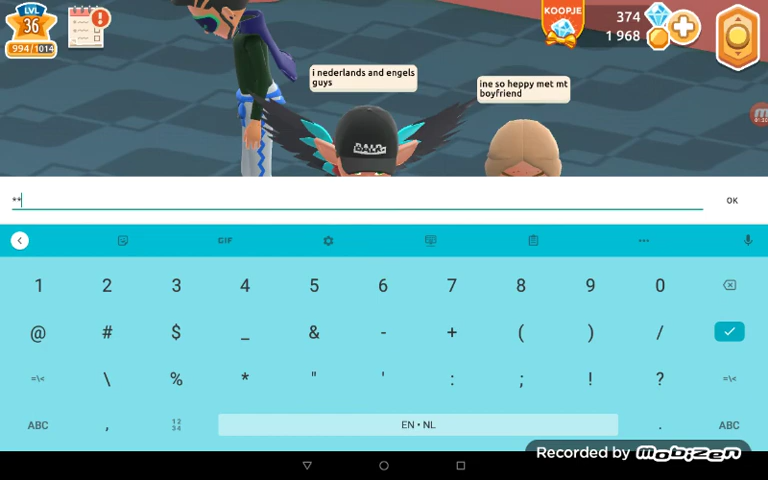 LVL
36
994/1014
!
KOOPJE
374
1 968
i nederlands and engels
guys
ine so heppy met mt
boyfriend
**
OK
GIF
1 2 3 4 5 6 7 8 9 0
@ # $ _ & - + ( ) /
=\< \ % * " ' : ; ! ? =\<
ABC , 12 34 EN • NL . ABC
Recorded by mobizen